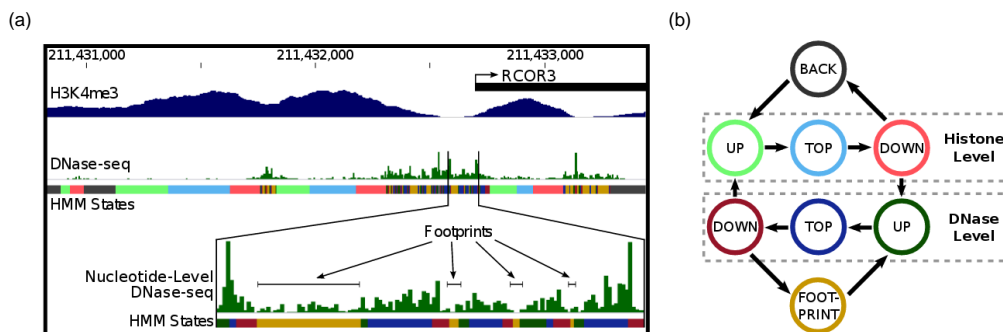 (a)
211,431,000 211,432,000 211,433,000
RCOR3
H3K4me3
DNase-seq
HMM States
Footprints
Nucleotide-Level
DNase-seq
HMM States
(b)
BACK
UP TOP DOWN
Histone
Level
DOWN TOP UP
DNase
Level
FOOT-
PRINT